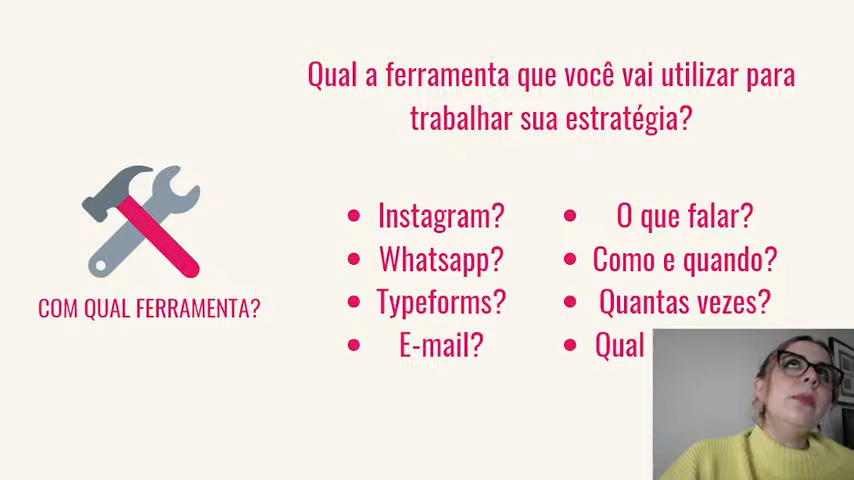 Qual a ferramenta que você vai utilizar para
trabalhar sua estratégia?
Instagram?
Whatsapp?
Typeforms?
E-mail?
O que falar?
Como e quando?
Quantas vezes?
Qual
COM QUAL FERRAMENTA?